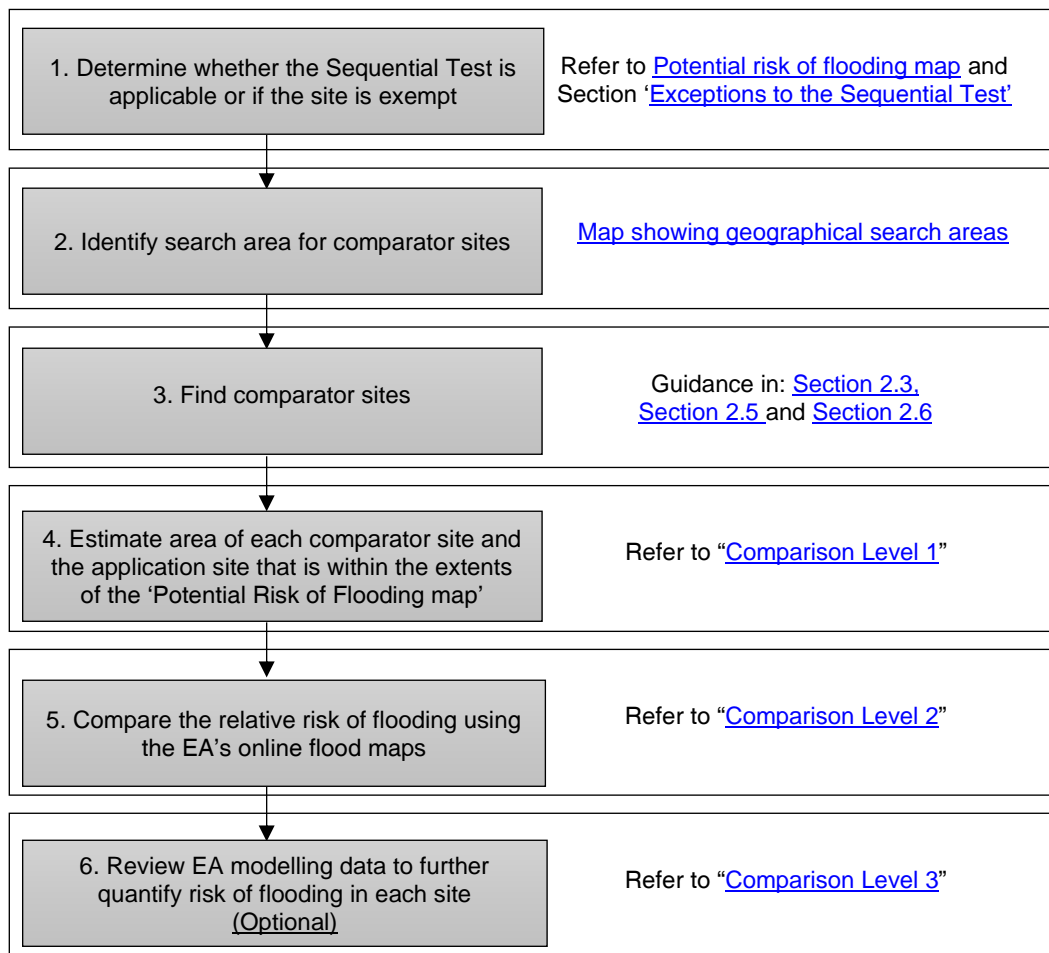 1. Determine whether the Sequential Test is
applicable or if the site is exempt
Refer to Potential risk of flooding map and
Section ‘Exceptions to the Sequential Test’
2. Identify search area for comparator sites
Map showing geographical search areas
3. Find comparator sites
Guidance in: Section 2.3,
Section 2.5 and Section 2.6
4. Estimate area of each comparator site and
the application site that is within the extents
of the ‘Potential Risk of Flooding map’
Refer to “Comparison Level 1”
5. Compare the relative risk of flooding using
the EA’s online flood maps
Refer to “Comparison Level 2”
6. Review EA modelling data to further
quantify risk of flooding in each site
(Optional)
Refer to “Comparison Level 3”